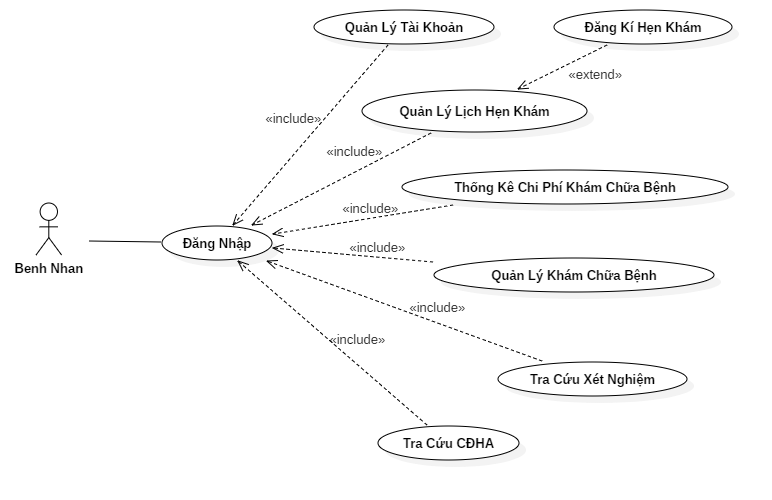 Quản Lý Tài Khoản
Đăng Kí Hẹn Khám
«extend»
Quản Lý Lịch Hẹn Khám
«include»
«include»
Thống Kê Chi Phí Khám Chữa Bệnh
«include»
Đăng Nhập
«include»
Benh Nhan
Quản Lý Khám Chữa Bệnh
«include»
«include»
Tra Cứu Xét Nghiệm
Tra Cứu CĐHA